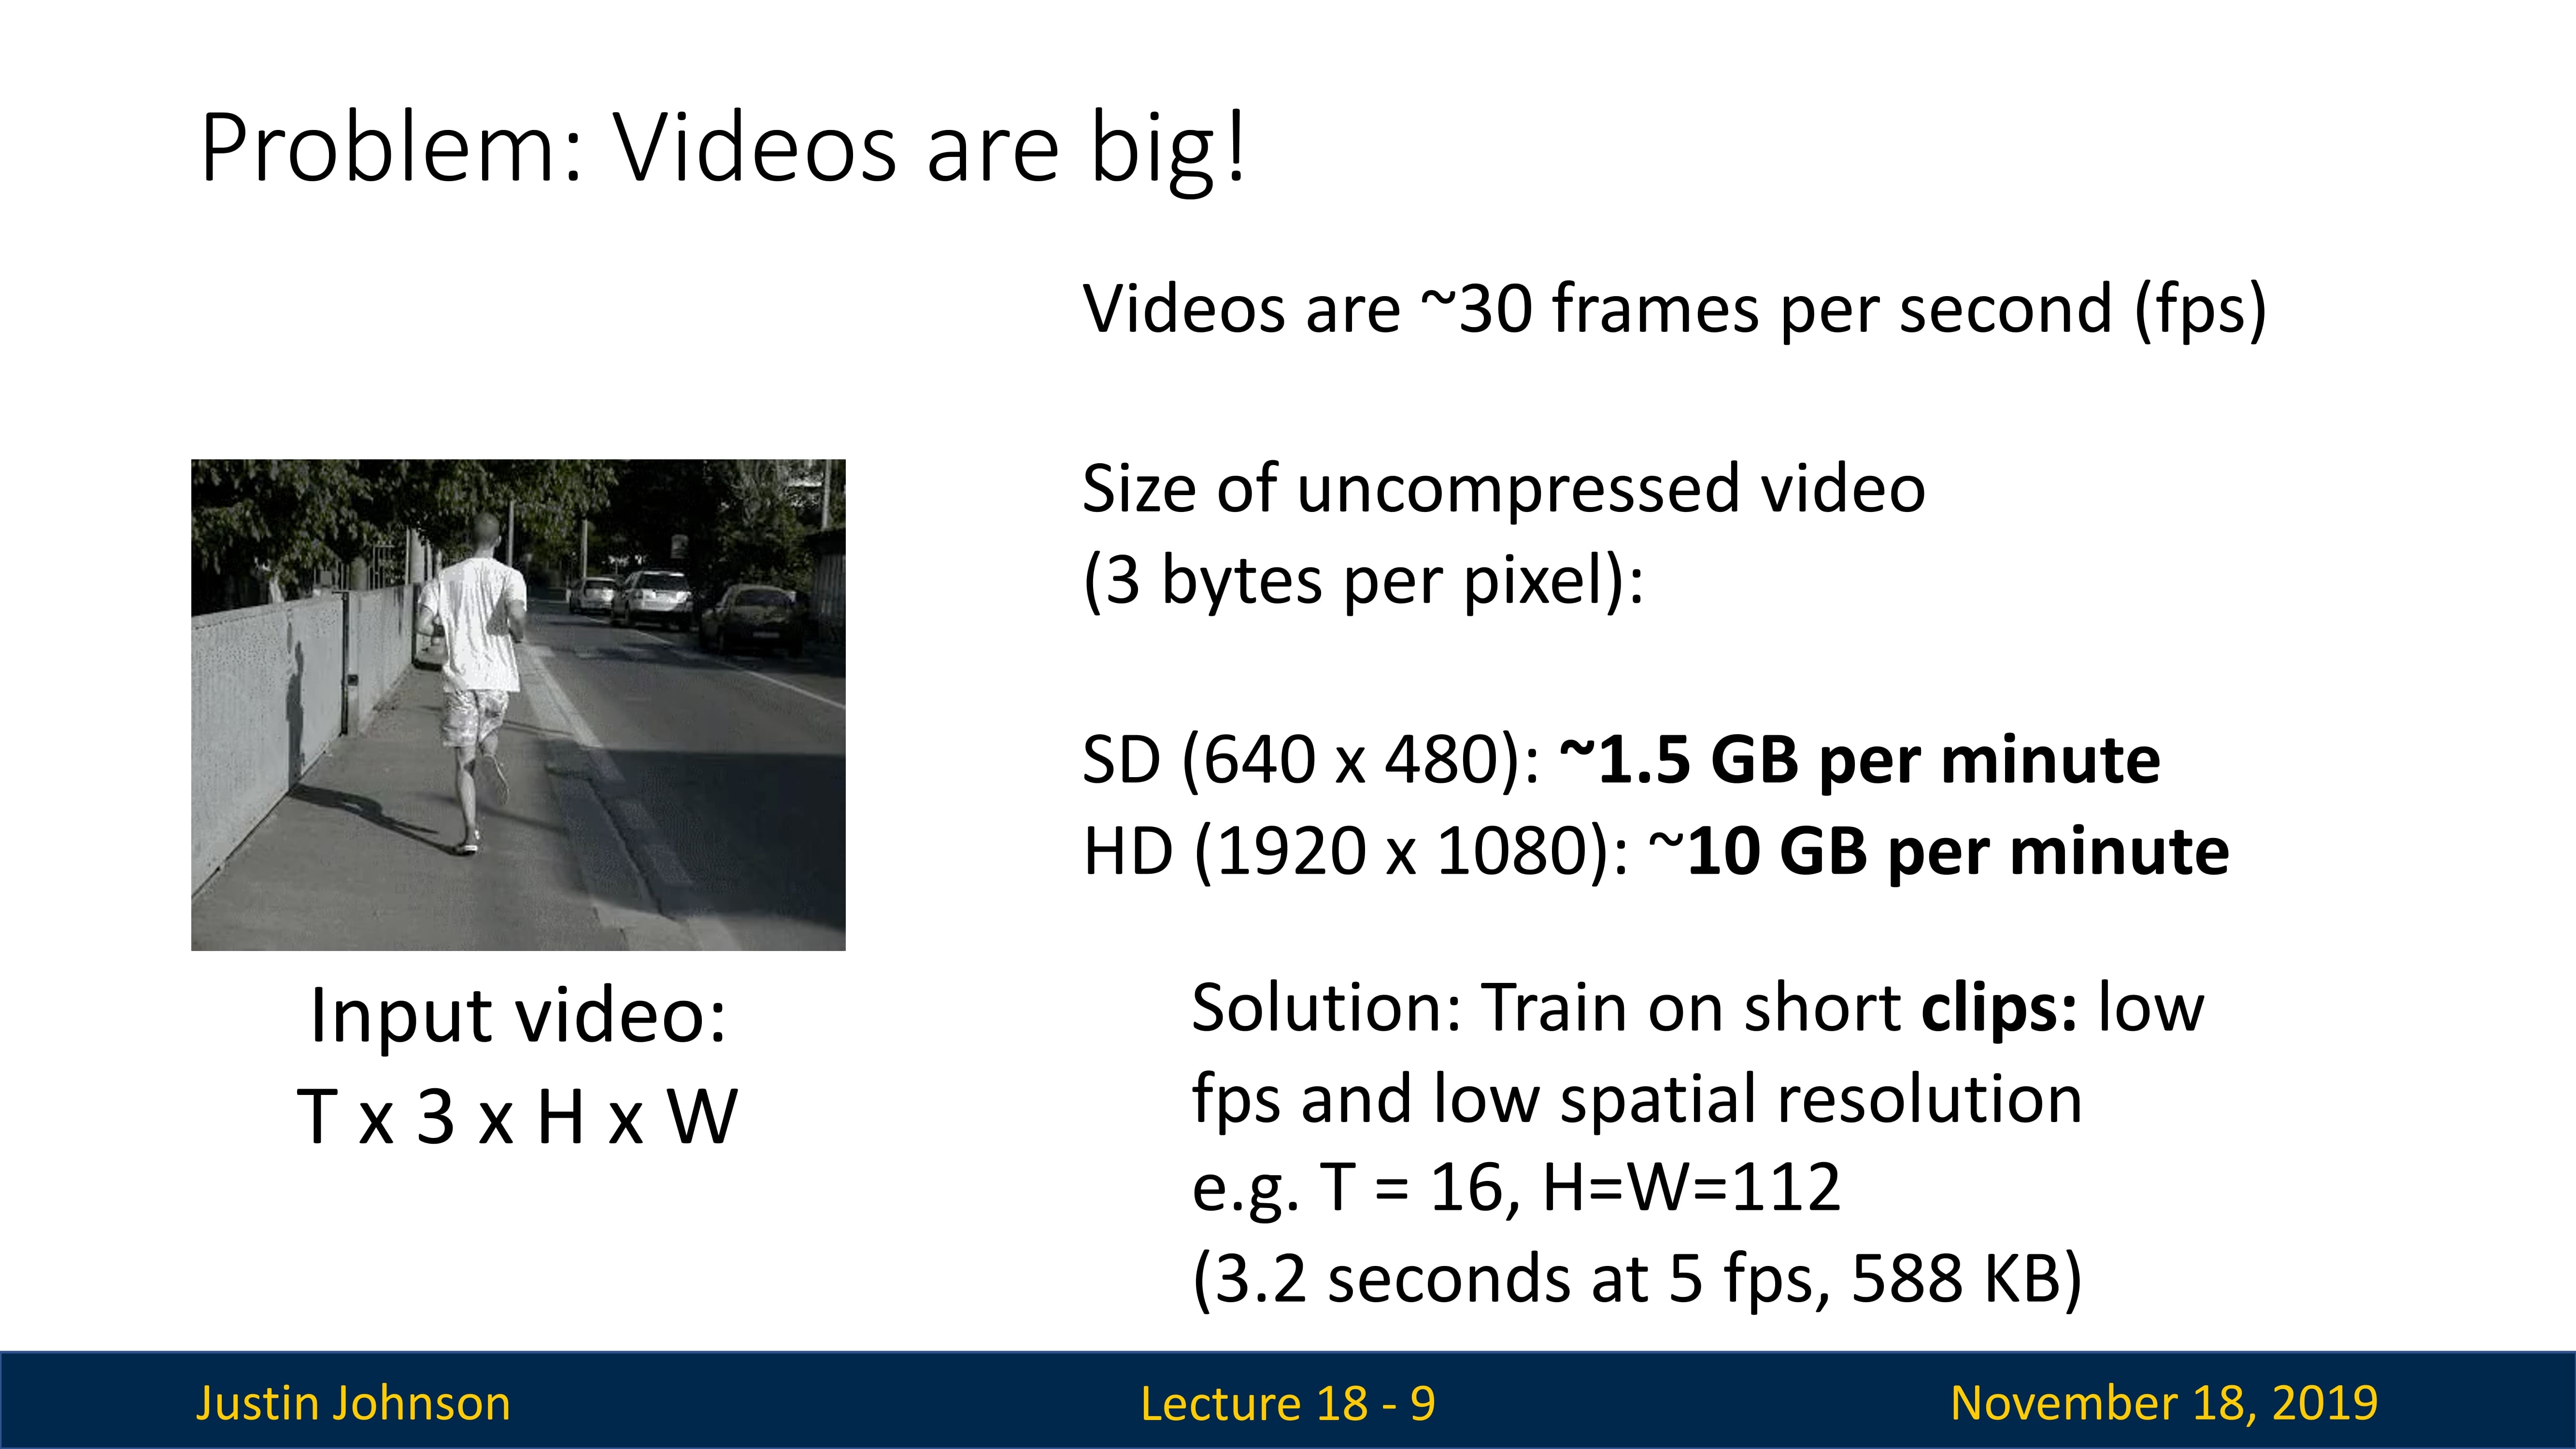 Problem: Videos are big!
Videos are ~30 frames per second (fps)
Size of uncompressed video
(3 bytes per pixel):
SD (640 x 480): ~1.5 GB per minute
HD (1920 x 1080): ~10 GB per minute
Input video:
T x 3 x H x W
Solution: Train on short clips: low
fps and low spatial resolution
e.g. T = 16, H=W=112
(3.2 seconds at 5 fps, 588 KB)
Justin Johnson
Lecture 18 - 9
November 18, 2019